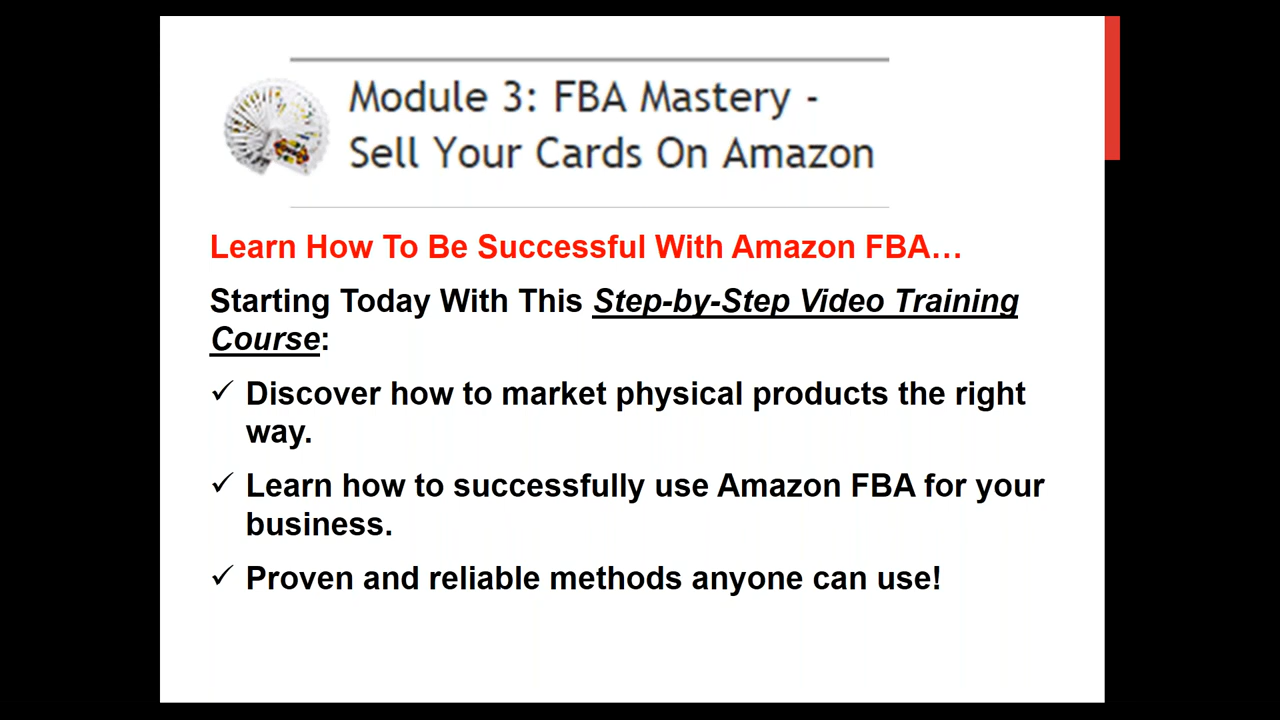 Module 3: FBA Mastery -
Sell Your Cards On Amazon
Learn How To Be Successful With Amazon FBA…
Starting Today With This Step-by-Step Video Training
Course:
✓ Discover how to market physical products the right
way.
✓ Learn how to successfully use Amazon FBA for your
business.
✓ Proven and reliable methods anyone can use!